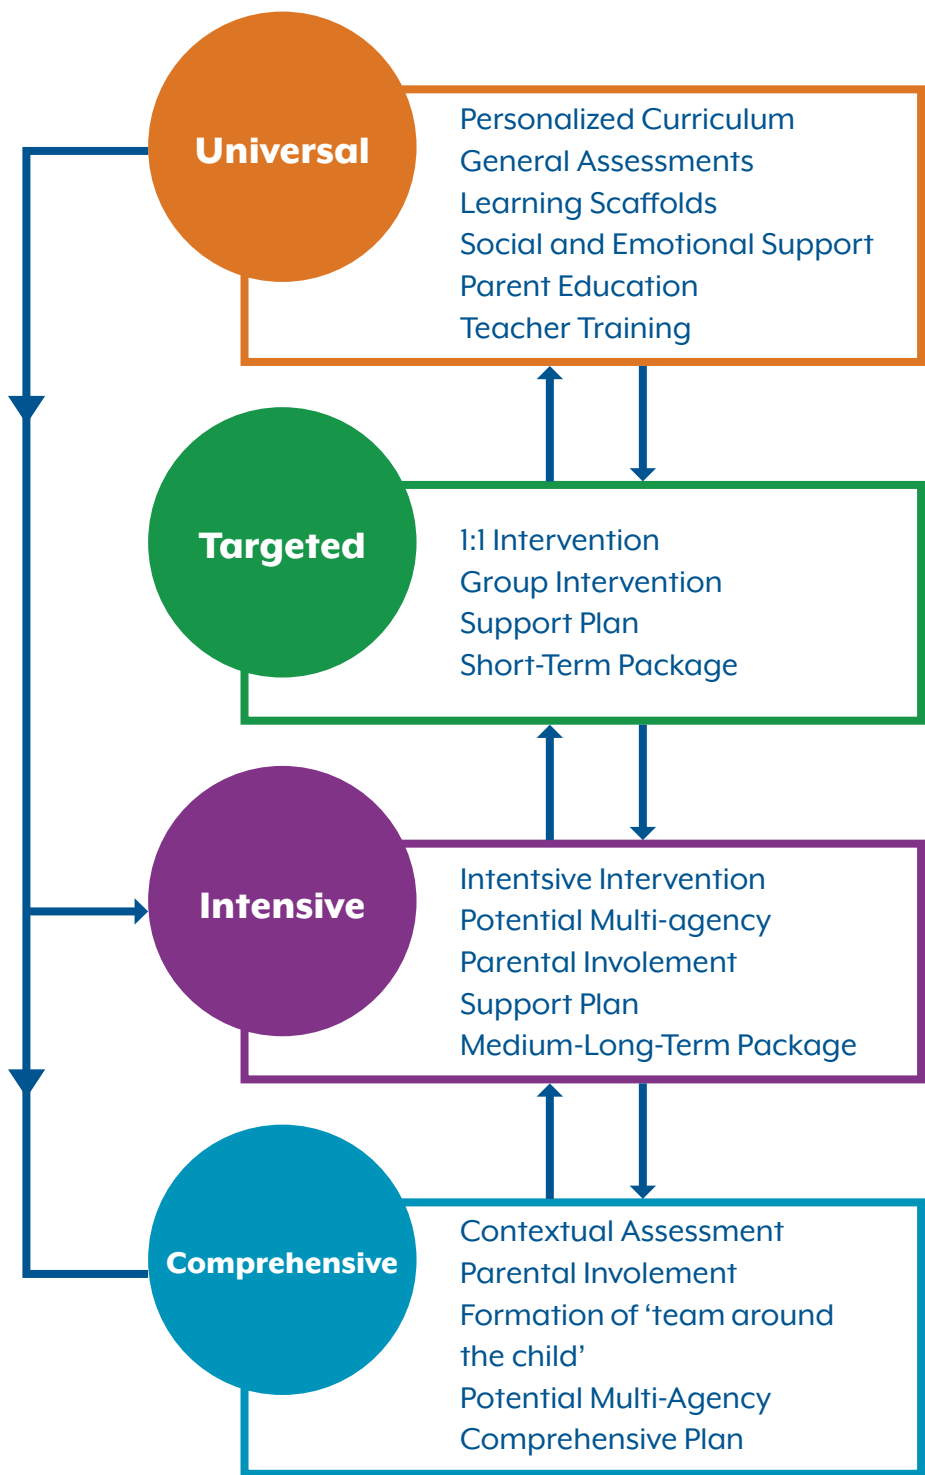 Universal
Personalized Curriculum
General Assessments
Learning Scaffolds
Social and Emotional Support
Parent Education
Teacher Training
Targeted
1:1 Intervention
Group Intervention
Support Plan
Short-Term Package
Intensive
Intentsive Intervention
Potential Multi-agency
Parental Involement
Support Plan
Medium-Long-Term Package
Comprehensive
Contextual Assessment
Parental Involement
Formation of ‘team around
the child’
Potential Multi-Agency
Comprehensive Plan